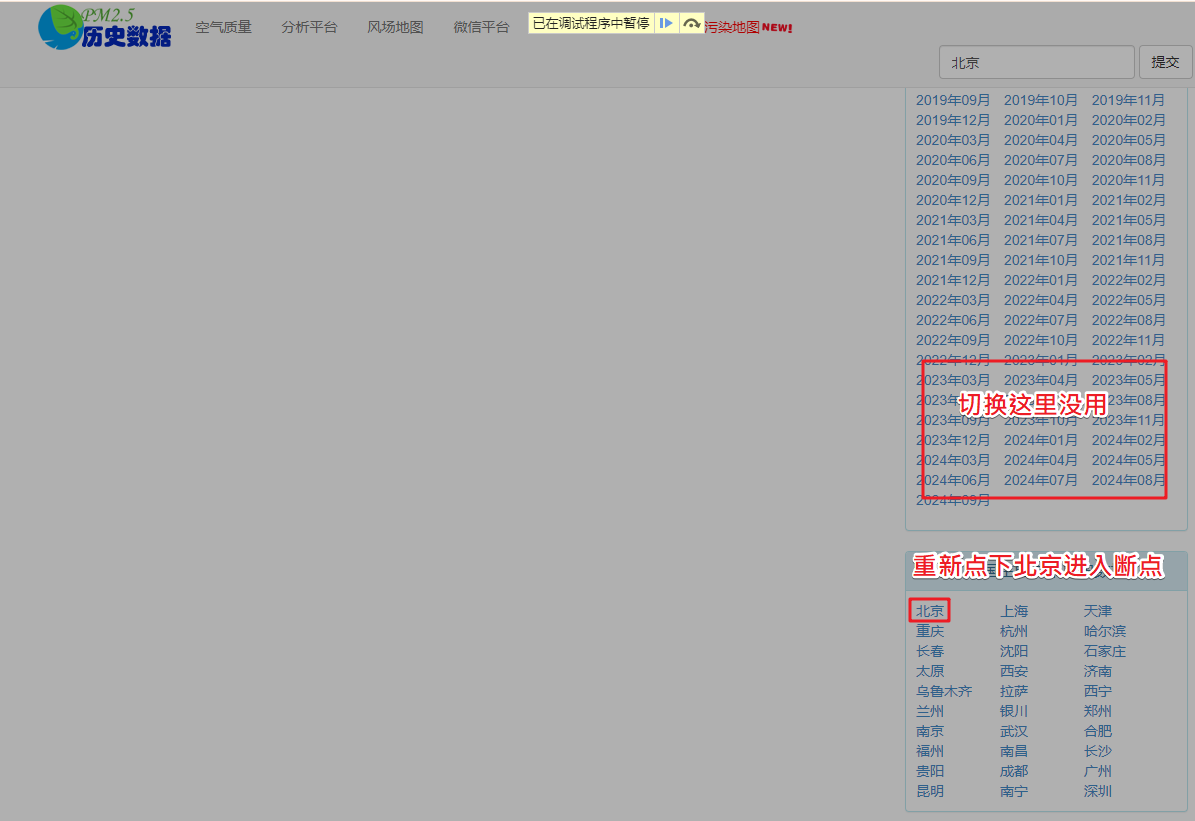 PM2.5
历史数据
空气质量 分析平台 风场地图 微信平台 已在调试程序中暂停 污染地图 NEW!
北京 提交
2019年09月 2019年10月 2019年11月
2019年12月 2020年01月 2020年02月
2020年03月 2020年04月 2020年05月
2020年06月 2020年07月 2020年08月
2020年09月 2020年10月 2020年11月
2020年12月 2021年01月 2021年02月
2021年03月 2021年04月 2021年05月
2021年06月 2021年07月 2021年08月
2021年09月 2021年10月 2021年11月
2021年12月 2022年01月 2022年02月
2022年03月 2022年04月 2022年05月
2022年06月 2022年07月 2022年08月
2022年09月 2022年10月 2022年11月
2022年12月 2023年01月 2023年02月
2023年03月 2023年04月 2023年05月
切换这里没用
2023年09月 2023年10月 2023年11月
2023年12月 2024年01月 2024年02月
2024年03月 2024年04月 2024年05月
2024年06月 2024年07月 2024年08月
2024年09月
重新点下北京进入断点
北京 上海 天津
重庆 杭州 哈尔滨
长春 沈阳 石家庄
太原 西安 济南
乌鲁木齐 拉萨 西宁
兰州 银川 郑州
南京 武汉 合肥
福州 南昌 长沙
贵阳 成都 广州
昆明 南宁 深圳